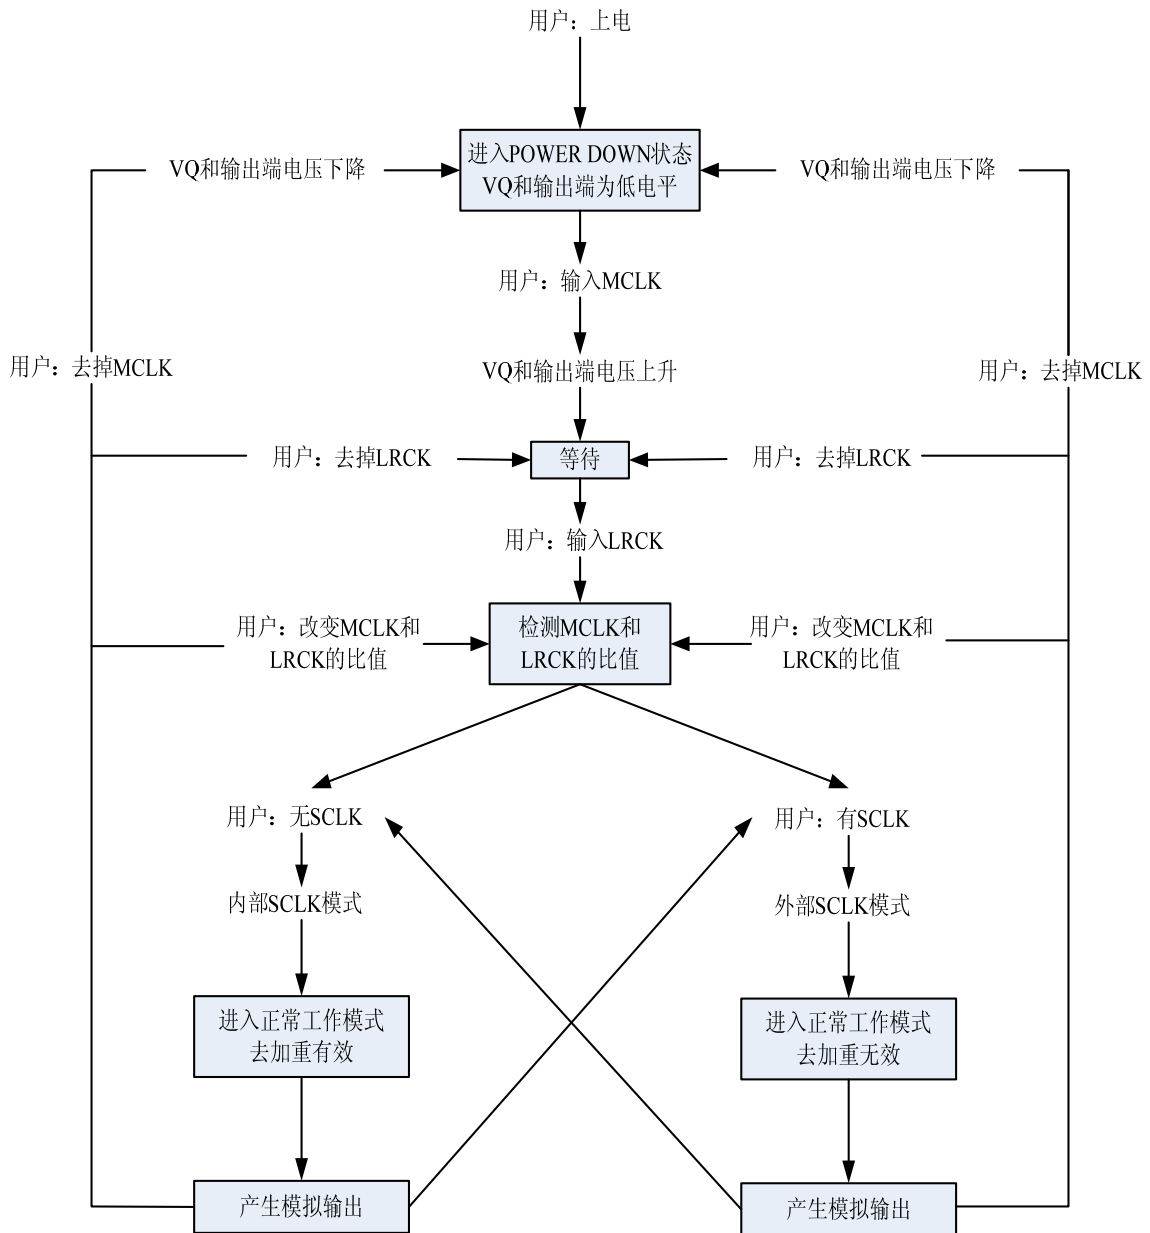 用户：上电
进入POWER DOWN状态
VQ和输出端为低电平
VQ和输出端电压下降
VQ和输出端电压下降
用户：输入MCLK
用户：去掉MCLK
VQ和输出端电压上升
用户：去掉MCLK
用户：去掉LRCK
等待
用户：去掉LRCK
用户：输入LRCK
用户：改变MCLK和
LRCK的比值
检测MCLK和
LRCK的比值
用户：改变MCLK和
LRCK的比值
用户：无SCLK
用户：有SCLK
内部SCLK模式
外部SCLK模式
进入正常工作模式
去加重有效
进入正常工作模式
去加重无效
产生模拟输出
产生模拟输出